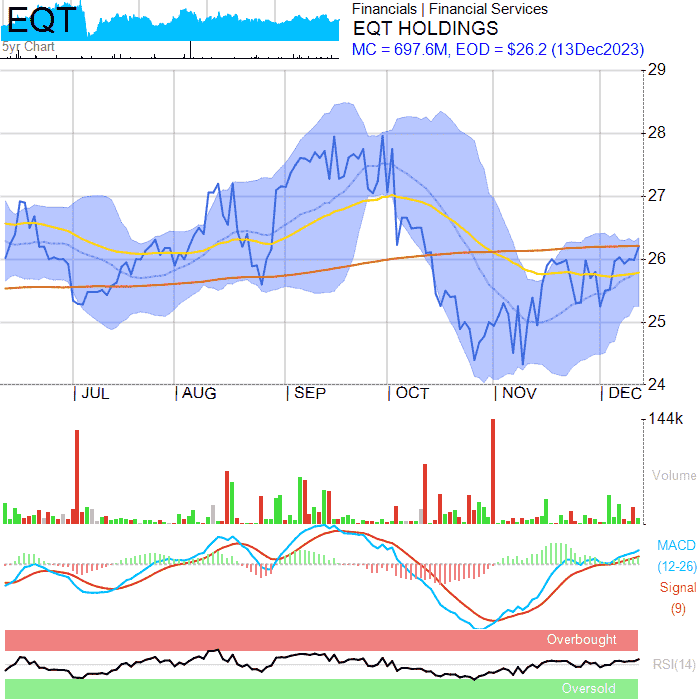 EQT
5yr Chart
Financials | Financial Services
EQT HOLDINGS
MC = 697.6M, EOD = $26.2 (13Dec2023)
29
28
27
26
25
24
JUL AUG SEP OCT NOV DEC
144k
Volume
MACD
(12-26)
Signal
(9)
Overbought
RSI(14)
Oversold